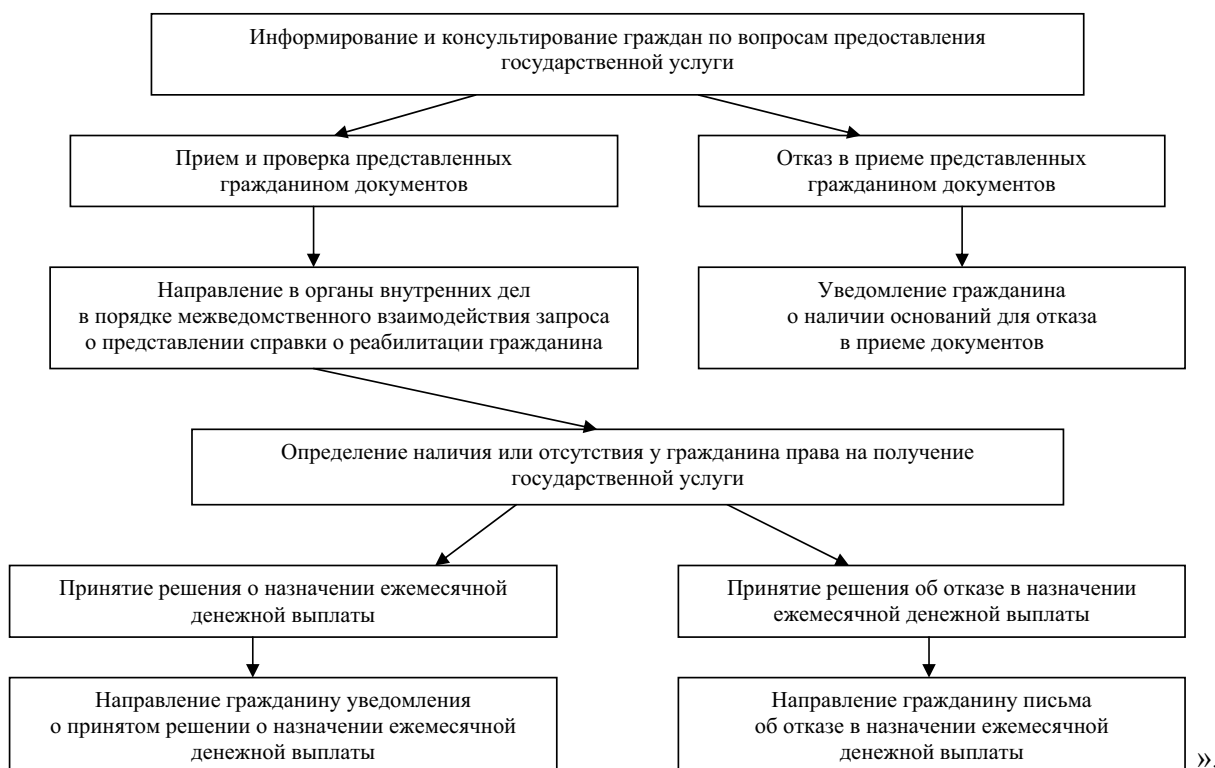 Информирование и консультирование граждан по вопросам предоставления
государственной услуги
Прием и проверка представленных
гражданином документов
Отказ в приеме представленных
гражданином документов
Направление в органы внутренних дел
в порядке межведомственного взаимодействия запроса
о представлении справки о реабилитации гражданина
Уведомление гражданина
о наличии оснований для отказа
в приеме документов
Определение наличия или отсутствия у гражданина права на получение
государственной услуги
Принятие решения о назначении ежемесячной
денежной выплаты
Принятие решения об отказе в назначении
ежемесячной денежной выплаты
Направление гражданину уведомления
о принятом решении о назначении ежемесячной
денежной выплаты
Направление гражданину письма
об отказе в назначении ежемесячной
денежной выплаты
».